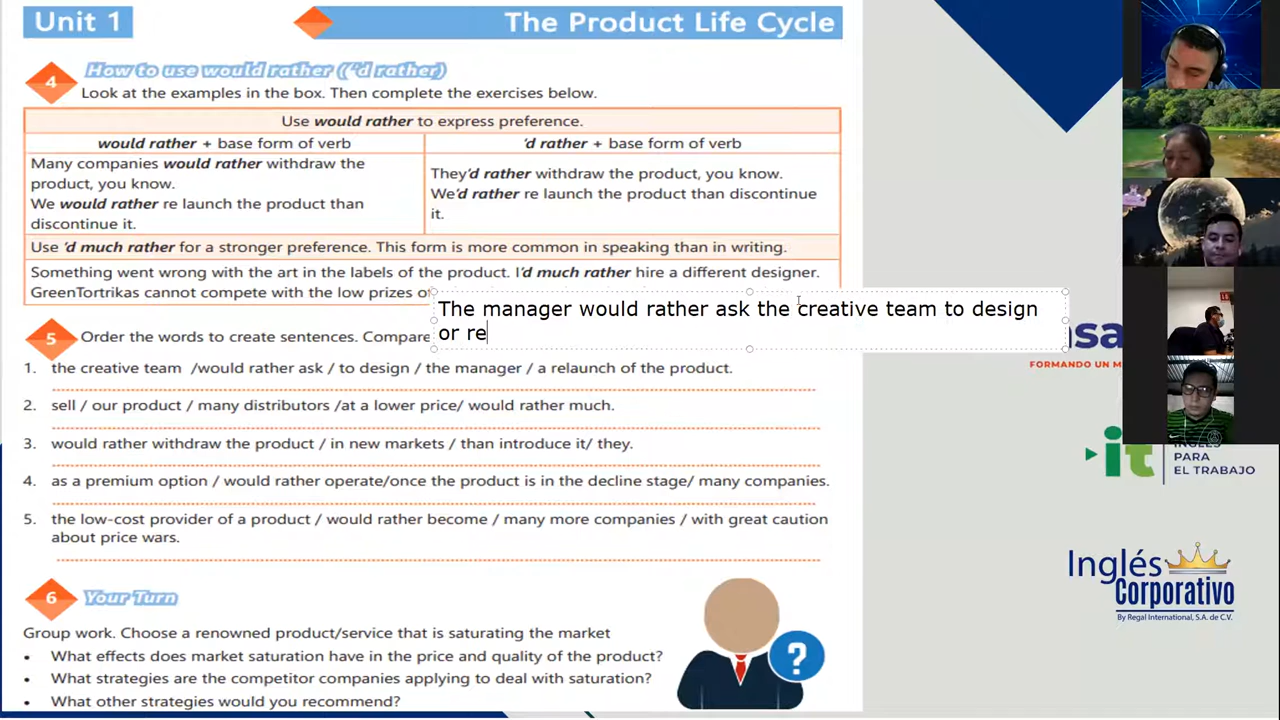 Unit 1
The Product Life Cycle
4
How to use would rather (('d rather)
Look at the examples in the box. Then complete the exercises below.
Use would rather to express preference.
would rather + base form of verb
'd rather + base form of verb
Many companies would rather withdraw the
product, you know.
We would rather re launch the product than
discontinue it.
They'd rather withdraw the product, you know.
We'd rather re launch the product than discontinue
it.
Use 'd much rather for a stronger preference. This form is more common in speaking than in writing.
Something went wrong with the art in the labels of the product. I'd much rather hire a different designer.
GreenTortrikas cannot compete with the low prizes o
The manager would rather ask the creative team to design
or re
5
Order the words to create sentences. Compare
1. the creative team /would rather ask / to design / the manager / a relaunch of the product.
2. sell / our product / many distributors /at a lower price/ would rather much.
3. would rather withdraw the product / in new markets / than introduce it/ they.
4. as a premium option / would rather operate/once the product is in the decline stage/ many companies.
5. the low-cost provider of a product / would rather become / many more companies / with great caution
about price wars.
6
Your Turn
Group work. Choose a renowned product/service that is saturating the market
• What effects does market saturation have in the price and quality of the product?
• What strategies are the competitor companies applying to deal with saturation?
• What other strategies would you recommend?
?
FORMANDO UN M
it
INGLÉS
PARA
EL TRABAJO
Inglés
Corporativo
By Regal International, S.A. de C.V.